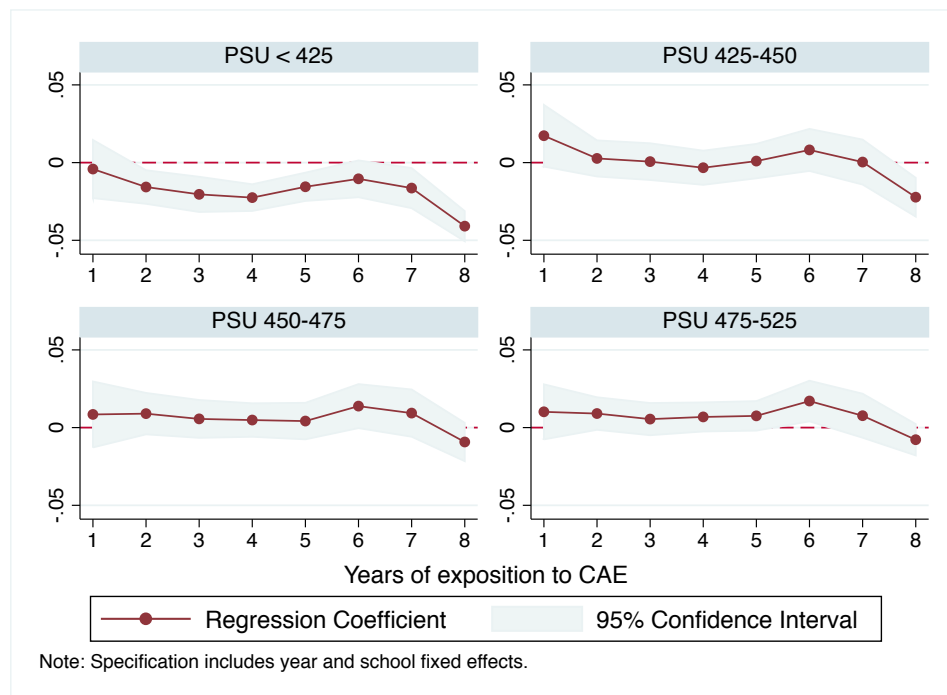 PSU < 425
PSU 425-450
.05
0
-.05
1 2 3 4 5 6 7 8
.05
0
-.05
1 2 3 4 5 6 7 8
PSU 450-475
PSU 475-525
.05
0
-.05
1 2 3 4 5 6 7 8
.05
0
-.05
1 2 3 4 5 6 7 8
Years of exposition to CAE
Regression Coefficient
95% Confidence Interval
Note: Specification includes year and school fixed effects.